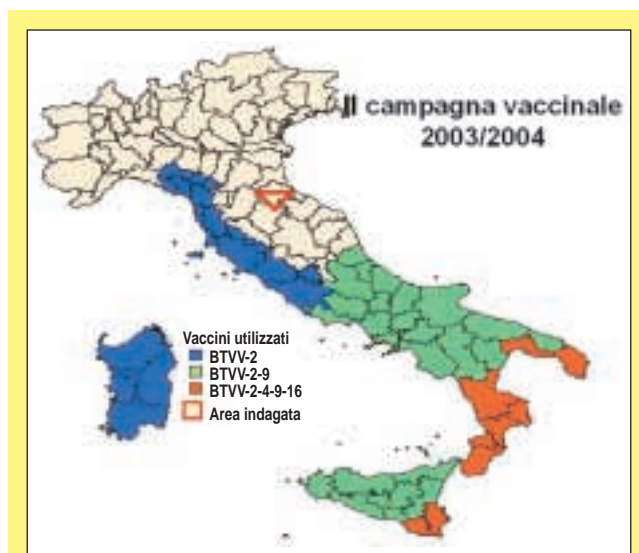 II campagna vaccinale
2003/2004
Vaccini utilizzati
BTVV-2
BTVV-2-9
BTVV-2-4-9-16
Area indagata